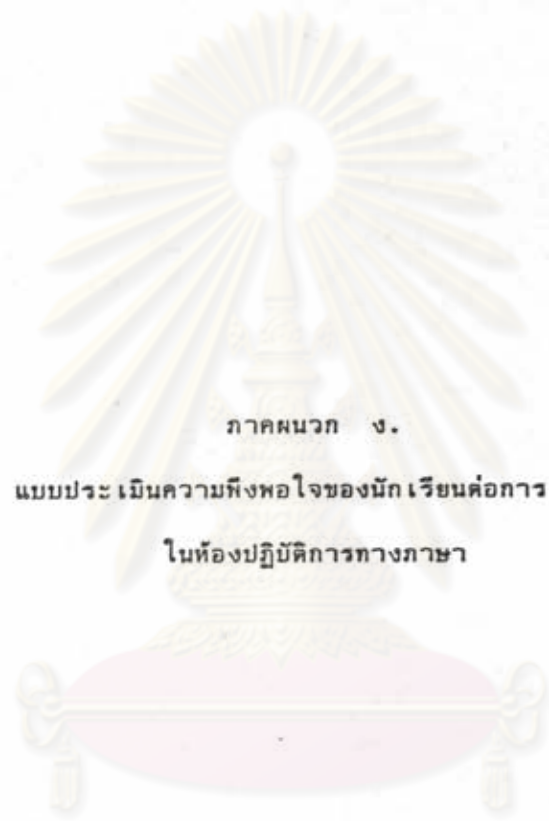 ภาคผนวก ง.
แบบประเมินความพึงพอใจของนักเรียนต่อการ
ในห้องปฏิบัติการทางภาษา